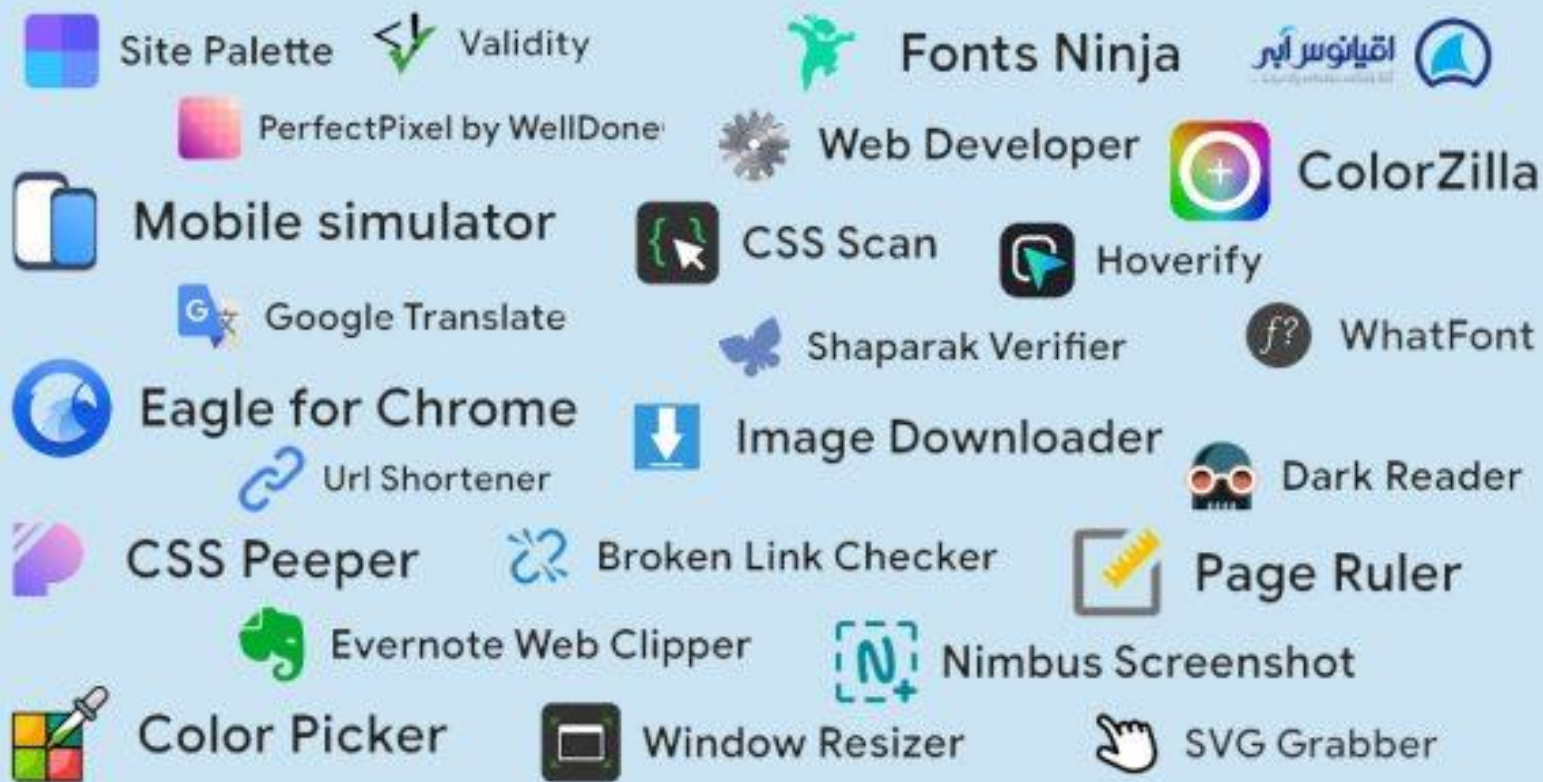 Site Palette
Validity
Fonts Ninja
اقیانوس آبی
PerfectPixel by WellDone
Web Developer
ColorZilla
Mobile simulator
CSS Scan
Hoverify
G
Google Translate
Shaparak Verifier
f?
WhatFont
Eagle for Chrome
Image Downloader
Url Shortener
Dark Reader
CSS Peeper
Broken Link Checker
Page Ruler
Evernote Web Clipper
N
Nimbus Screenshot
Color Picker
Window Resizer
SVG Grabber